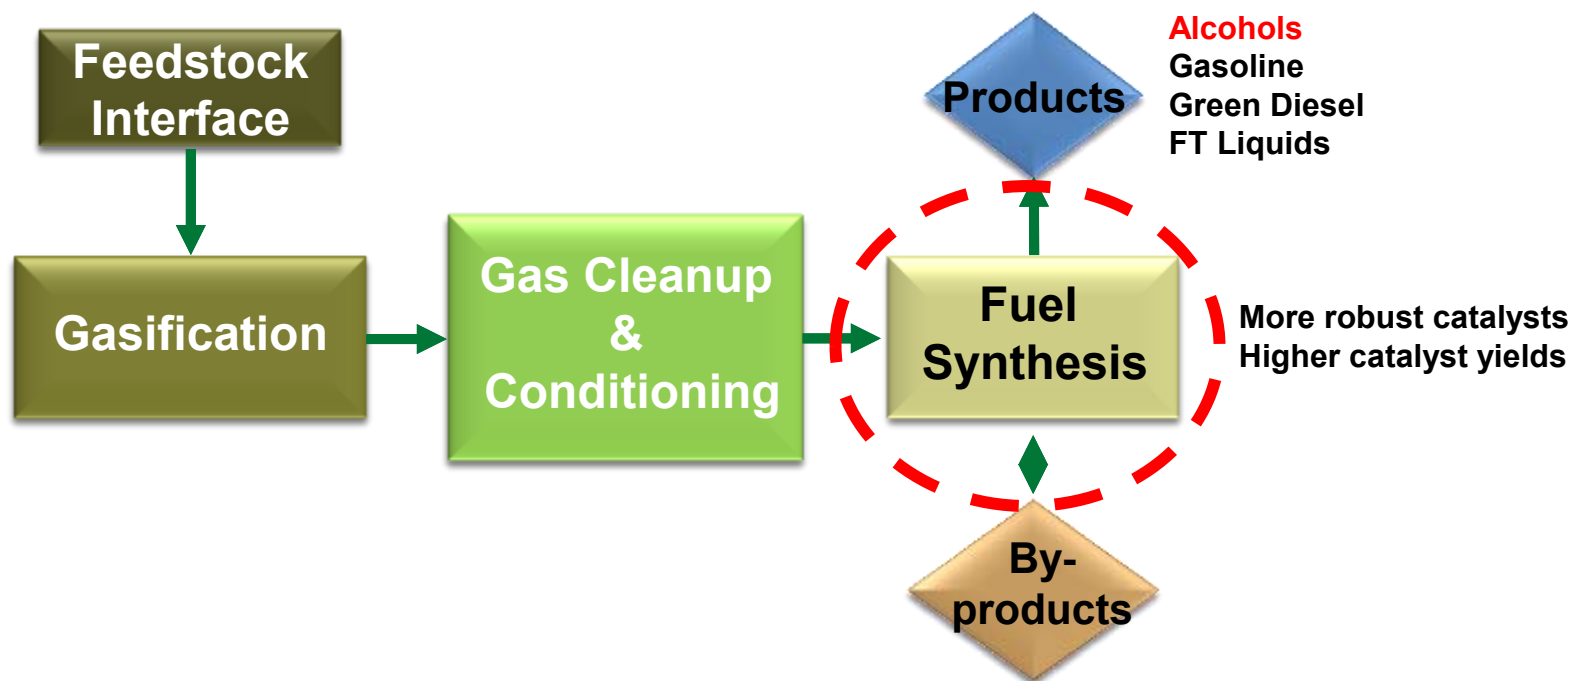 Feedstock
Interface
Gasification
Gas Cleanup
&
Conditioning
Fuel
Synthesis
Products
Alcohols
Gasoline
Green Diesel
FT Liquids
More robust catalysts
Higher catalyst yields
By-
products